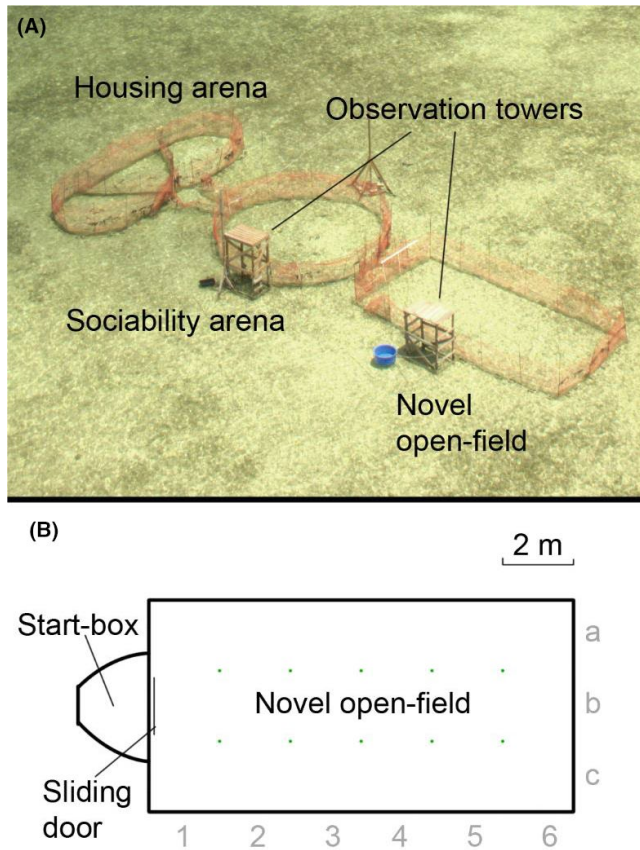 (A)
Housing arena
Observation towers
Sociability arena
Novel
open-field
(B)
2 m
Start-box
a
Novel open-field
b
Sliding
door
c
1 2 3 4 5 6